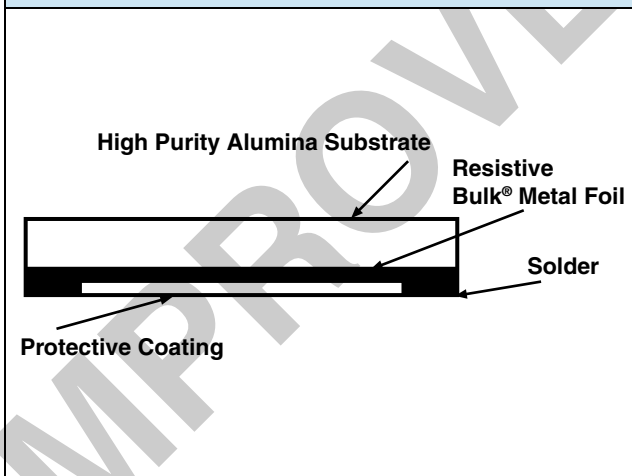 High Purity Alumina Substrate
Resistive
Bulk® Metal Foil
Solder
Protective Coating